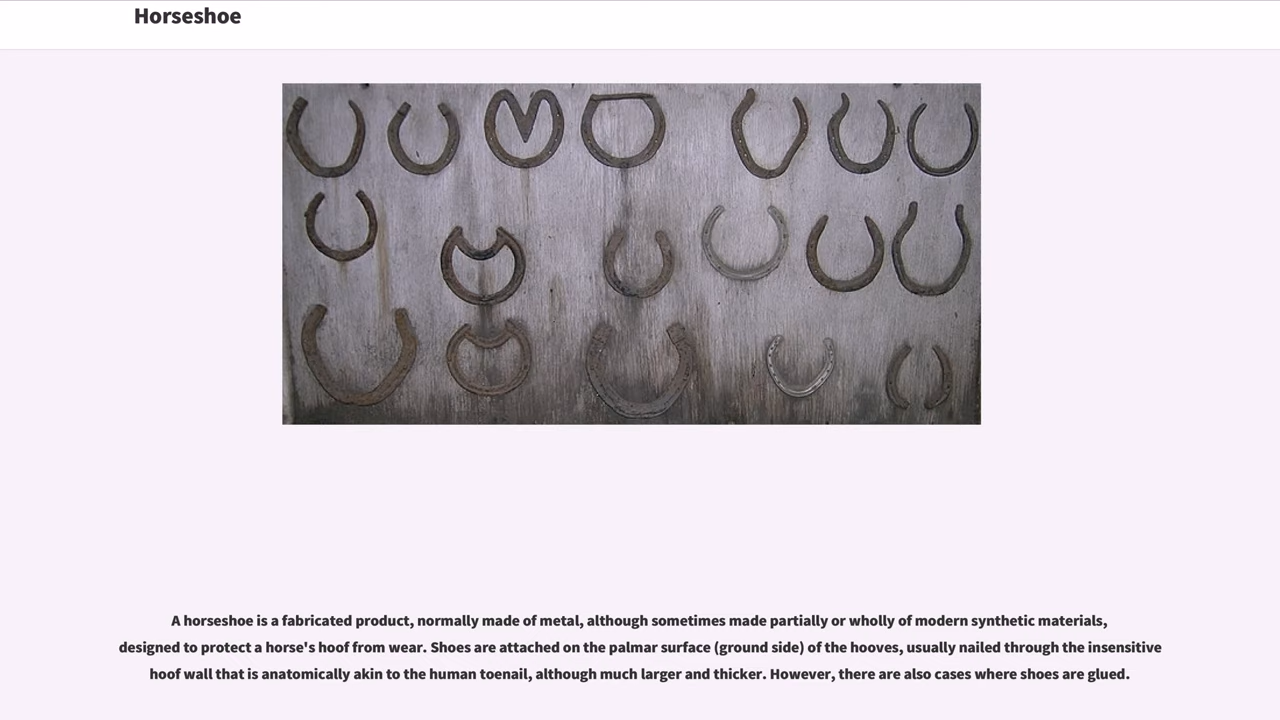 Horseshoe
A horseshoe is a fabricated product, normally made of metal, although sometimes made partially or wholly of modern synthetic materials,
designed to protect a horse's hoof from wear. Shoes are attached on the palmar surface (ground side) of the hooves, usually nailed through the insensitive
hoof wall that is anatomically akin to the human toenail, although much larger and thicker. However, there are also cases where shoes are glued.